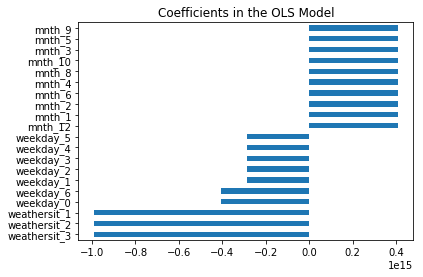 Coefficients in the OLS Model
mnth_9
mnth_5
mnth_3
mnth_10
mnth_8
mnth_4
mnth_6
mnth_2
mnth_1
mnth_12
weekday_5
weekday_4
weekday_3
weekday_2
weekday_1
weekday_6
weekday_0
weathersit_1
weathersit_2
weathersit_3
−1.0 −0.8 −0.6 −0.4 −0.2 0.0 0.2 0.4
1e15